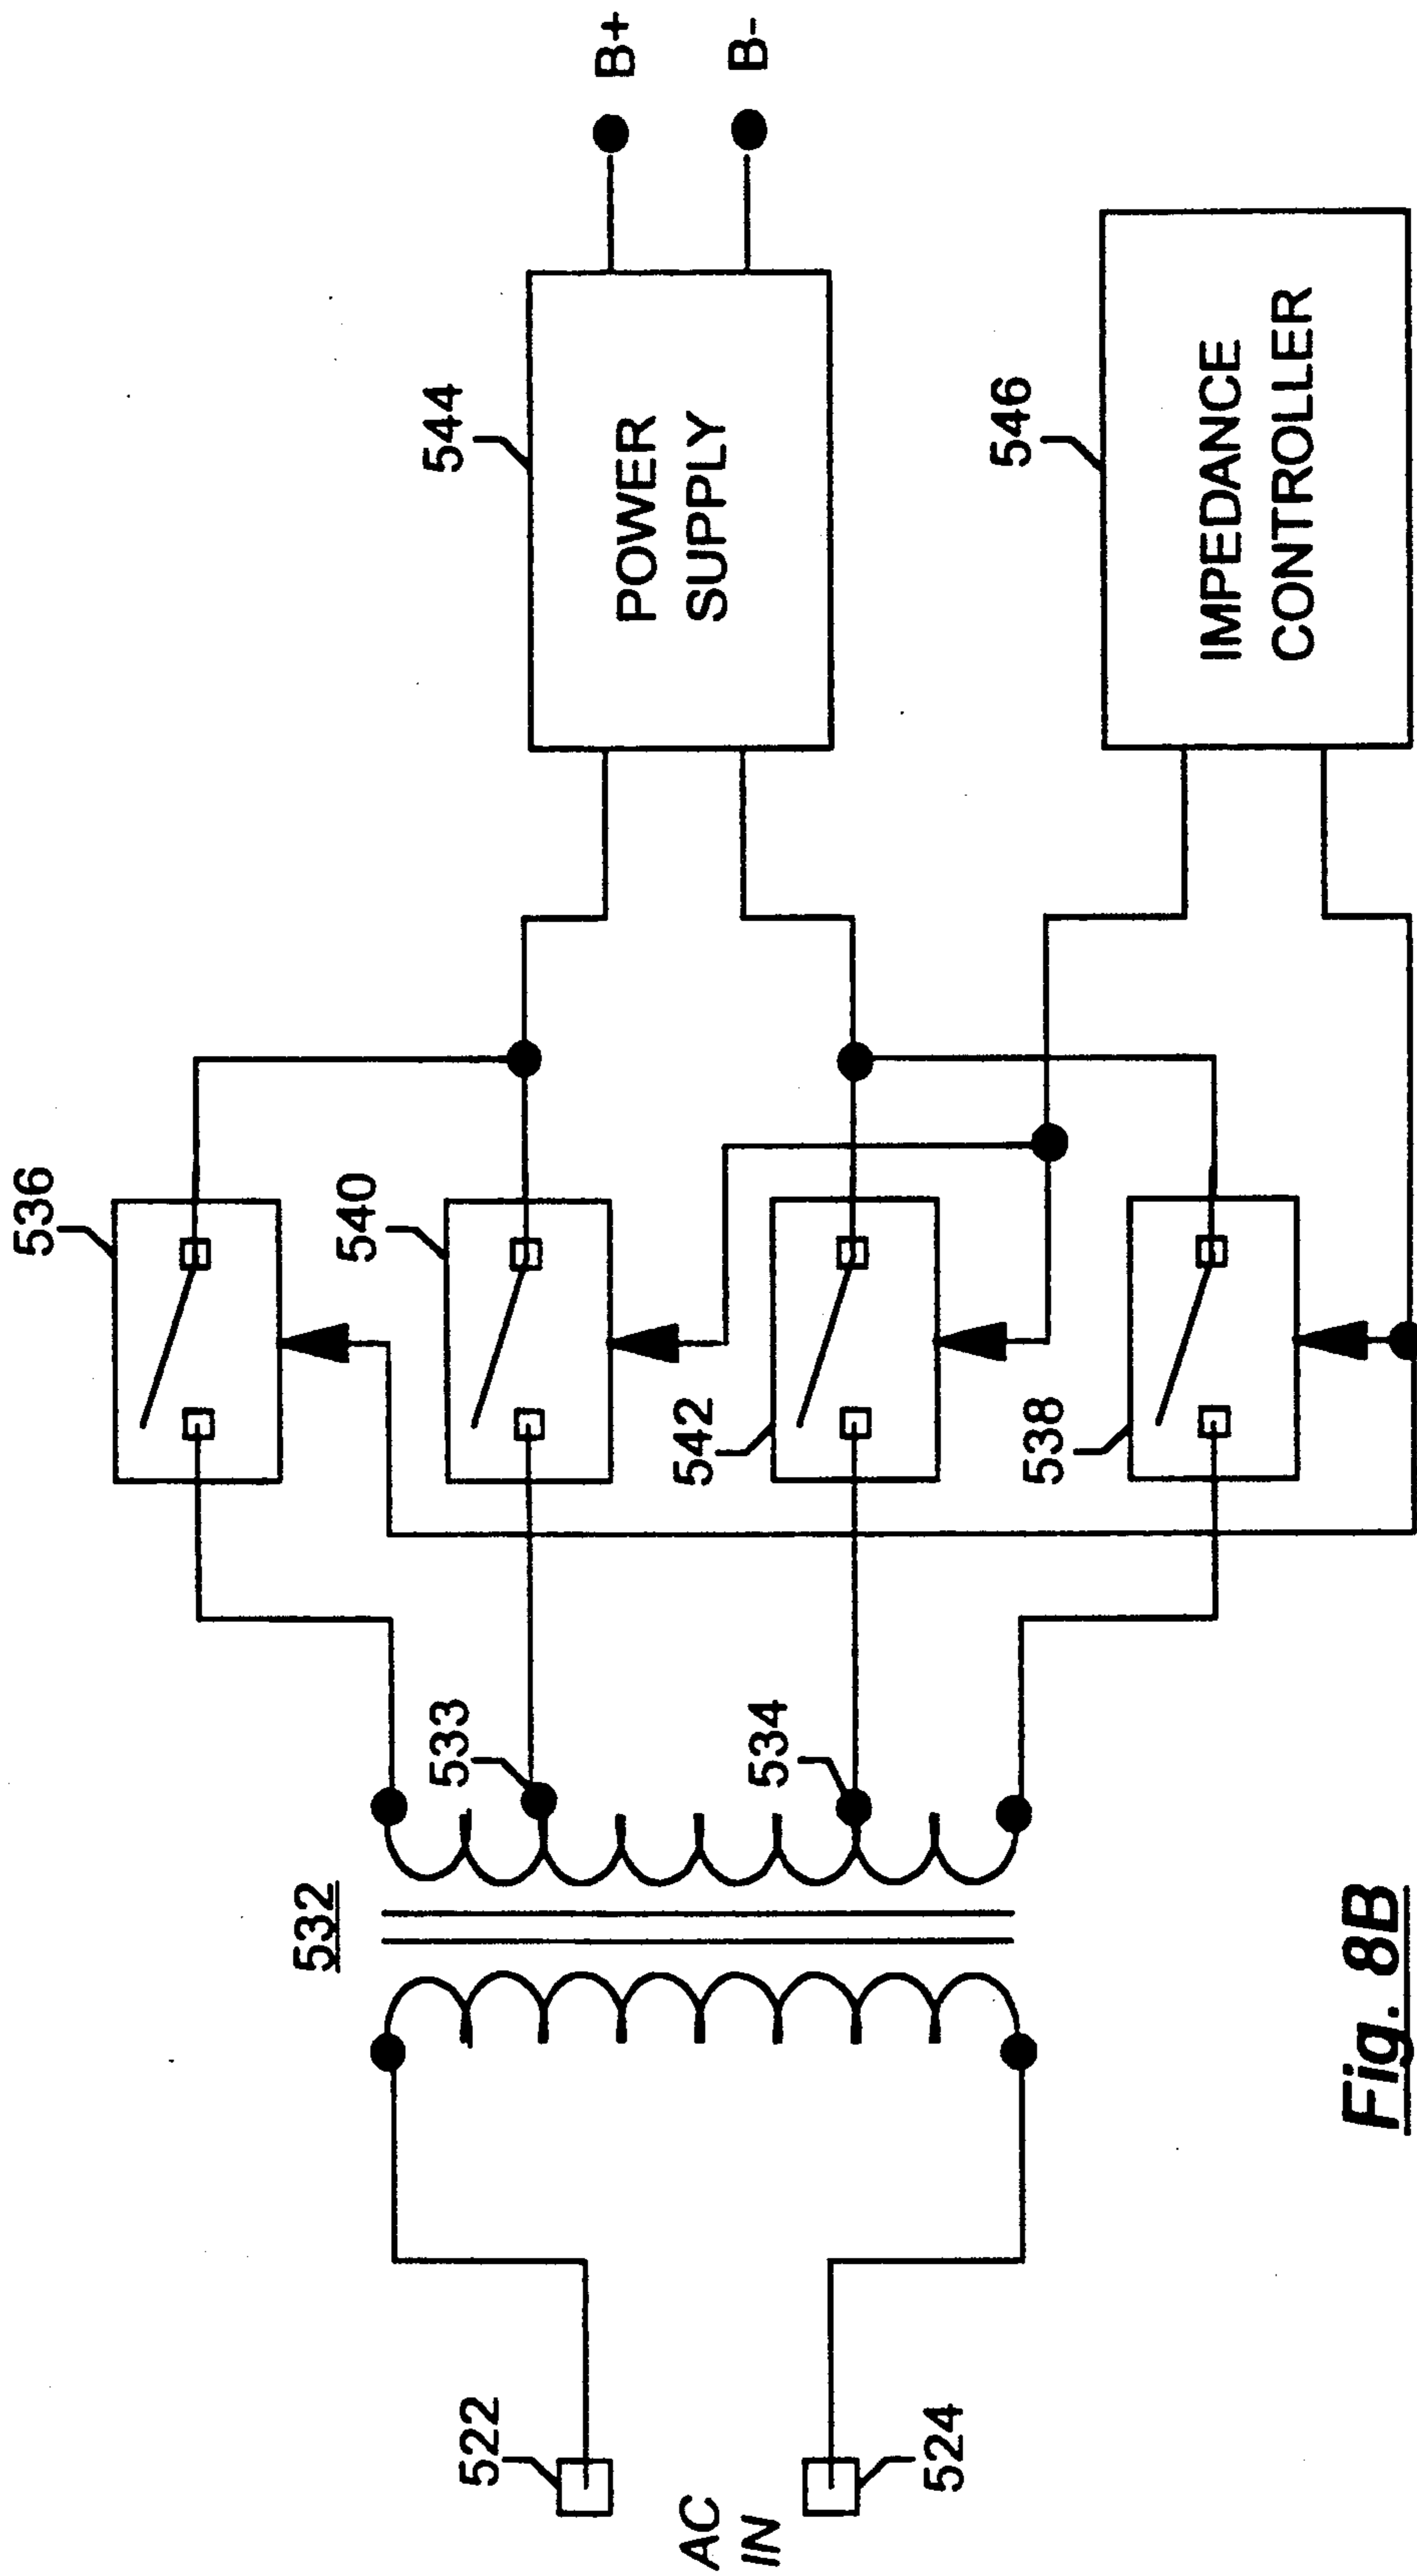 536
540
542
538
532
533
534
522
AC
IN
524
544
POWER
SUPPLY
B+
B-
546
IMPEDANCE
CONTROLLER
Fig. 8B